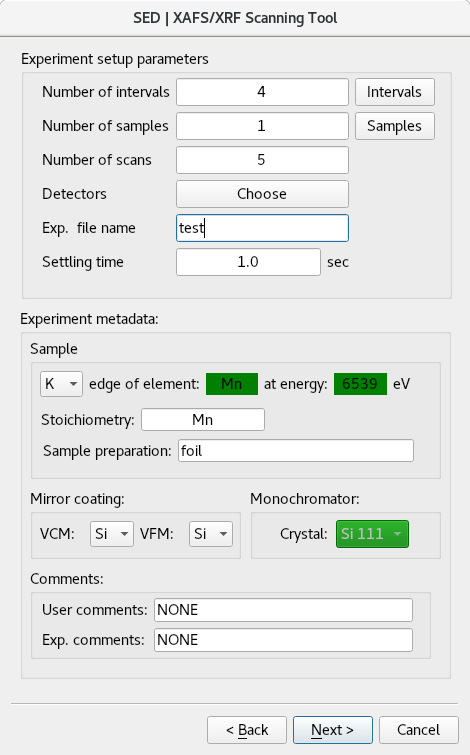 SED | XAFS/XRF Scanning Tool
Experiment setup parameters
Number of intervals 4 Intervals
Number of samples 1 Samples
Number of scans 5
Detectors Choose
Exp. file name test
Settling time 1.0 sec
Experiment metadata:
Sample
K edge of element: Mn at energy: 6539 eV
Stoichiometry: Mn
Sample preparation: foil
Mirror coating: Monochromator:
VCM: Si VFM: Si Crystal: Si 111
Comments:
User comments: NONE
Exp. comments: NONE
< Back Next > Cancel